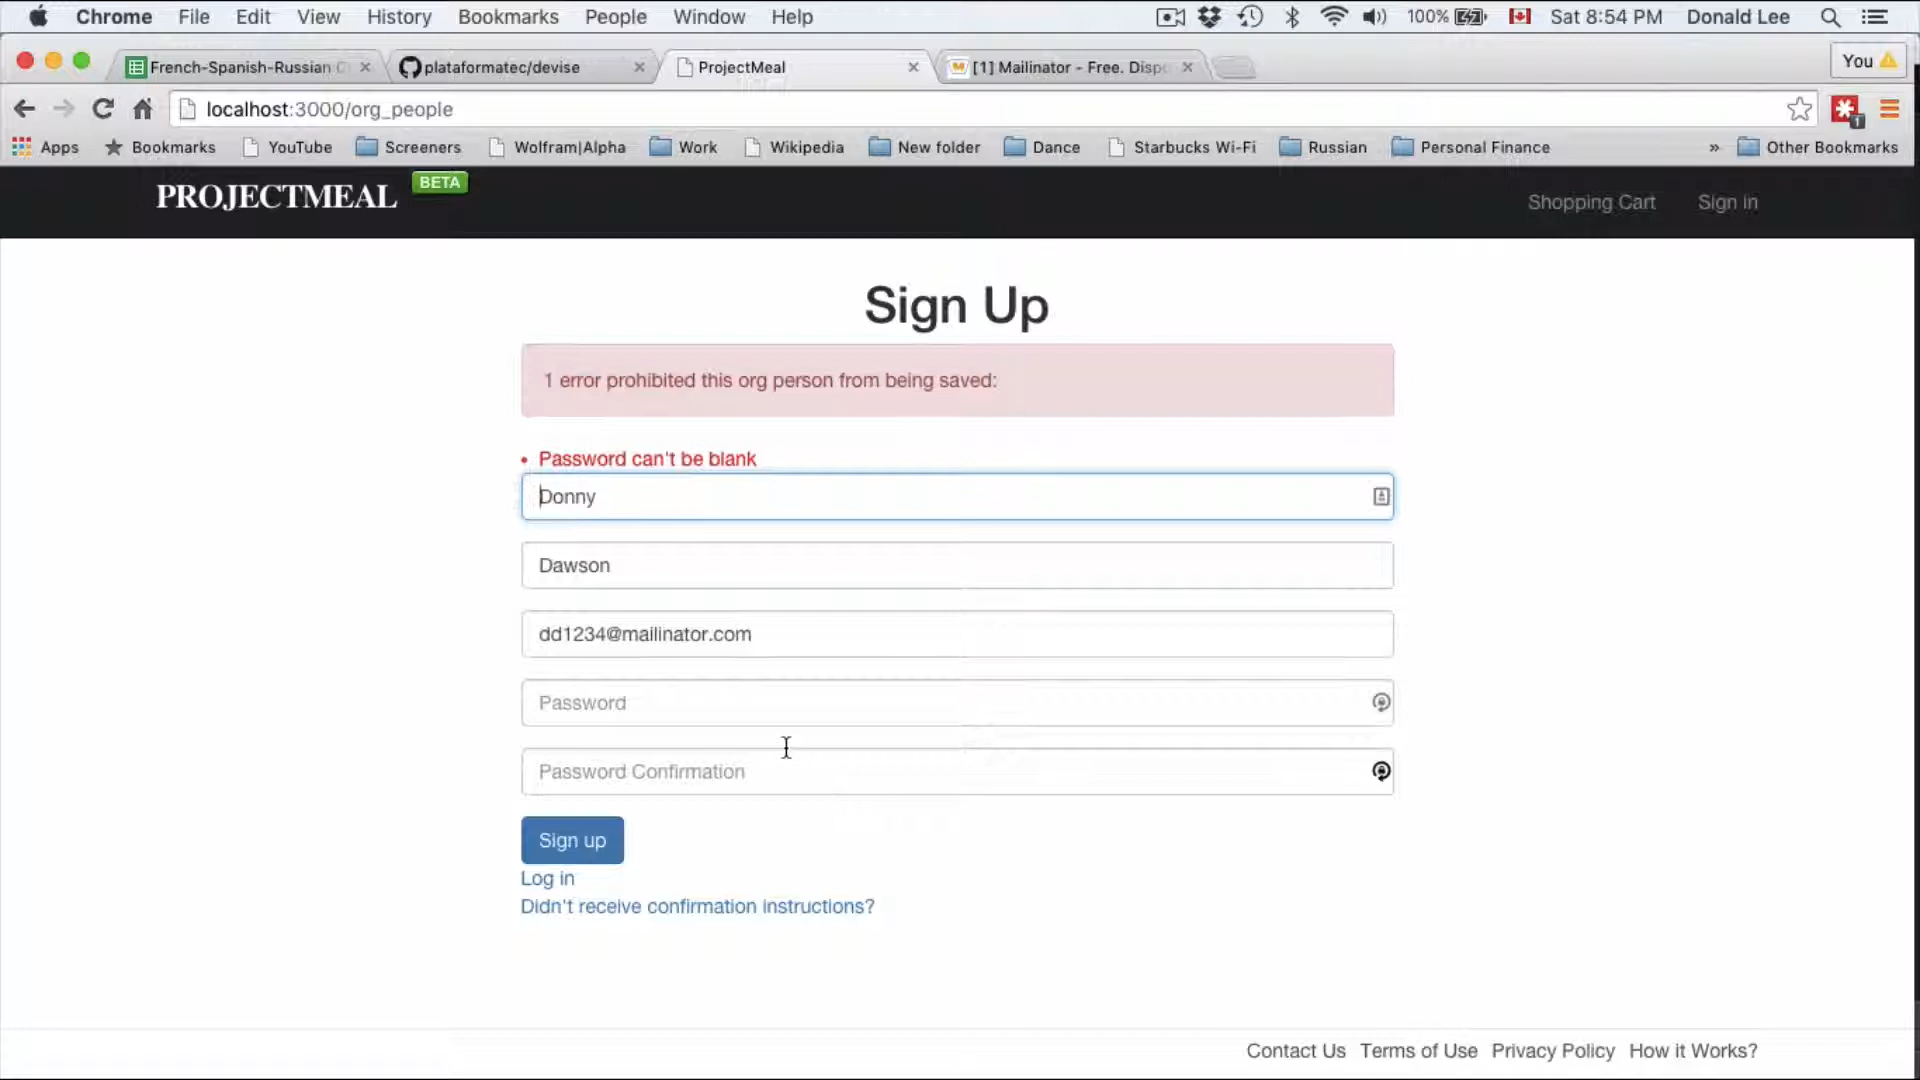 Chrome File Edit View History Bookmarks People Window Help 100% Sat 8:54 PM Donald Lee
French-Spanish-Russian plataformatec/devise ProjectMeal [1] Mailinator - Free. Dispo You
localhost:3000/org_people 1
Apps Bookmarks YouTube Screeners Wolfram|Alpha Work Wikipedia New folder Dance Starbucks Wi-Fi Russian Personal Finance » Other Bookmarks
PROJECTMEAL BETA Shopping Cart Sign in
Sign Up
1 error prohibited this org person from being saved:
• Password can't be blank
Donny
Dawson
dd1234@mailinator.com
Password
Password Confirmation
Sign up
Log in
Didn't receive confirmation instructions?
Contact Us Terms of Use Privacy Policy How it Works?